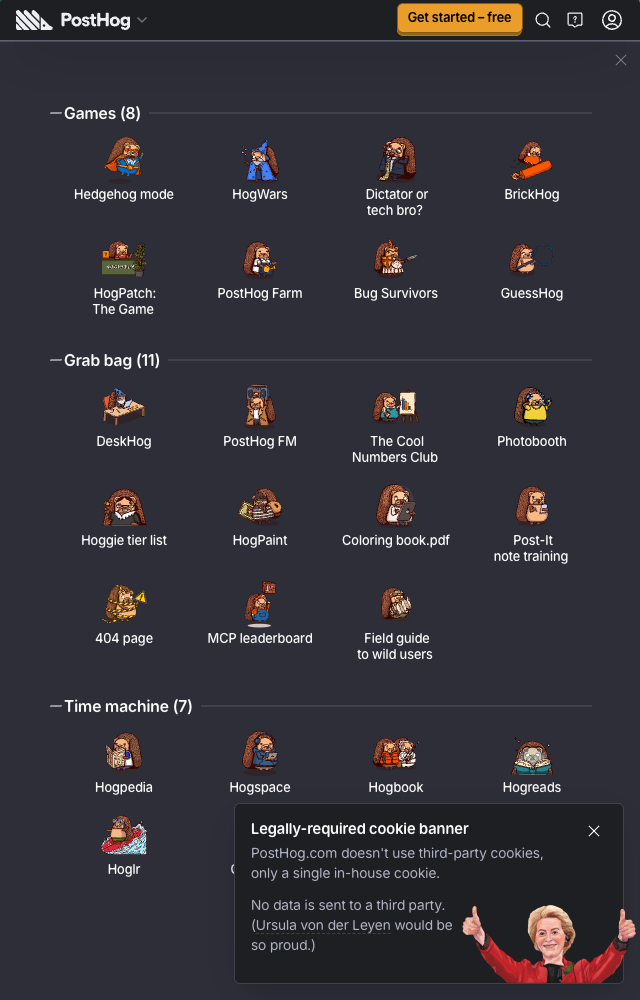 PostHog
Get started – free
Games (8)
Hedgehog mode
HogWars
Dictator or
tech bro?
BrickHog
HogPatch:
The Game
PostHog Farm
Bug Survivors
GuessHog
Grab bag (11)
DeskHog
PostHog FM
The Cool
Numbers Club
Photobooth
Hoggie tier list
HogPaint
Coloring book.pdf
Post-It
note training
404 page
MCP leaderboard
Field guide
to wild users
Time machine (7)
Hogpedia
Hogspace
Hogbook
Hogreads
Hoglr
Legally-required cookie banner
PostHog.com doesn't use third-party cookies,
only a single in-house cookie.
No data is sent to a third party.
(Ursula von der Leyen would be
so proud.)